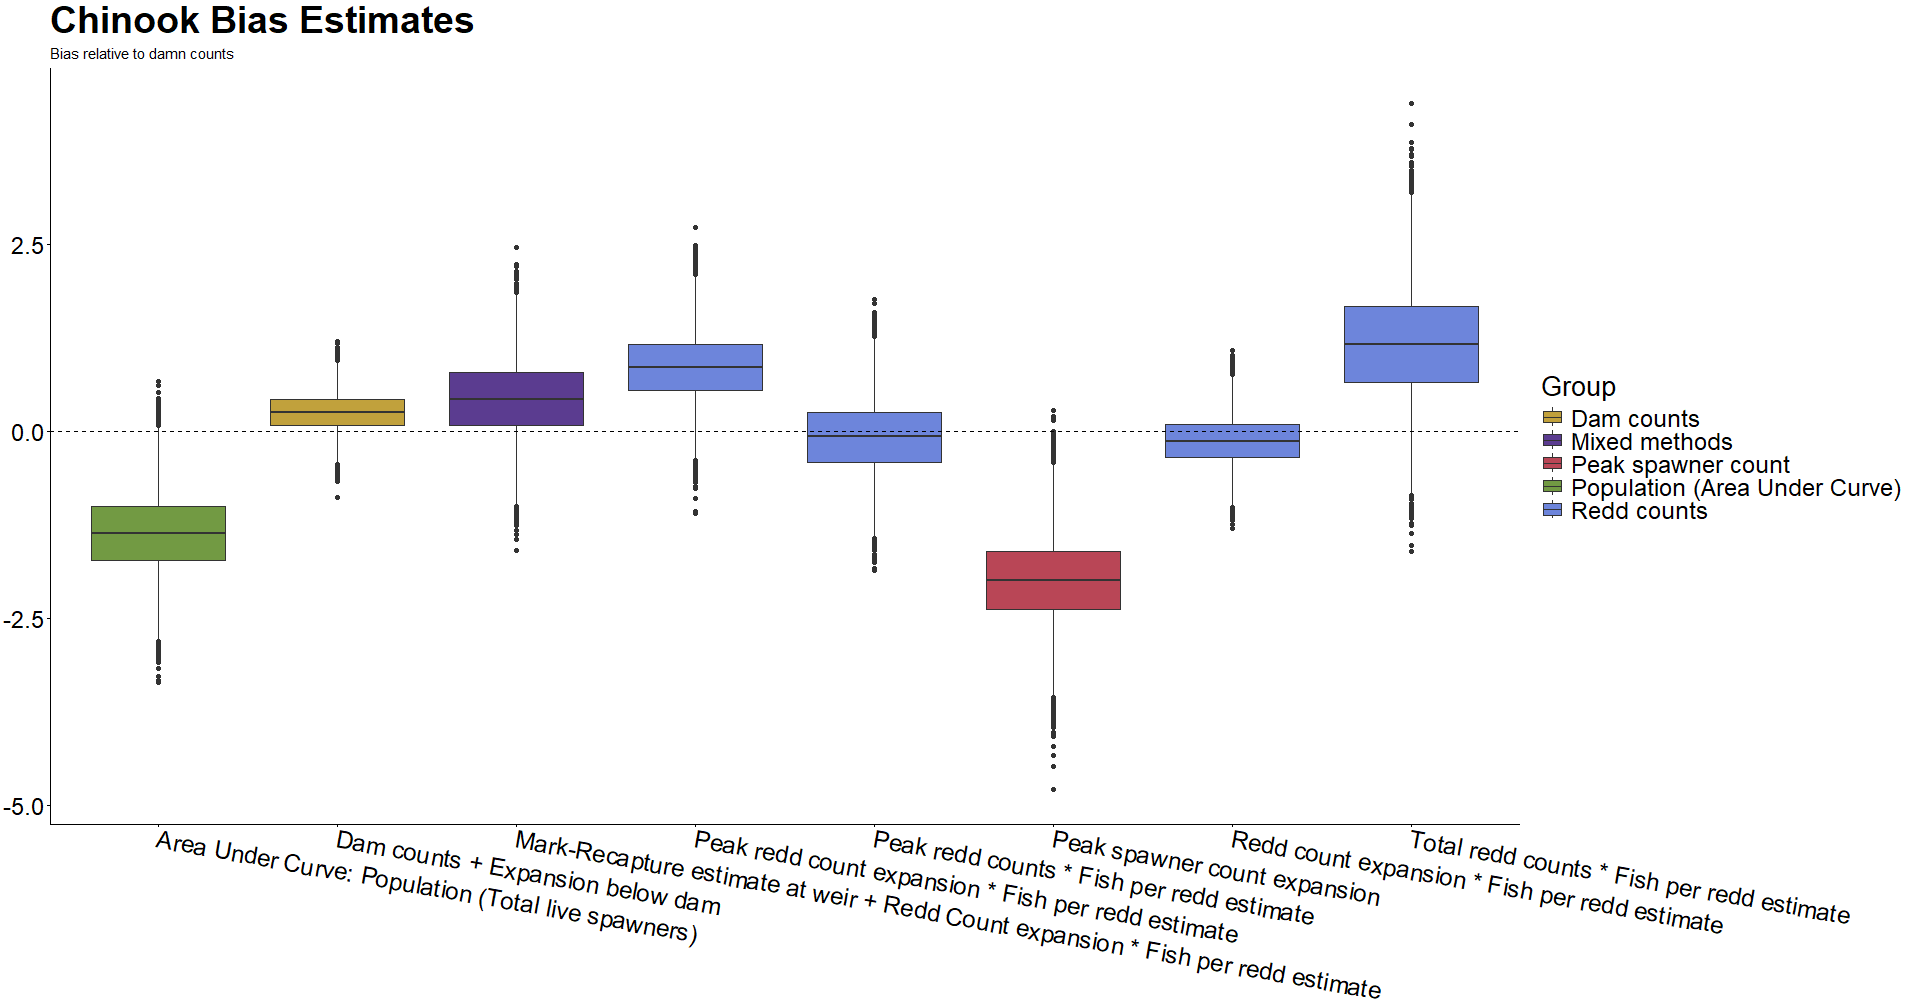 Chinook Bias Estimates
Bias relative to damn counts
2.5
0.0
-2.5
-5.0
Area Under Curve: Population (Total live spawners)
Dam counts + Expansion below dam
Mark-Recapture estimate at weir + Redd Count expansion * Fish per redd estimate
Peak redd count expansion * Fish per redd estimate
Peak redd counts * Fish per redd estimate
Peak spawner count expansion
Redd count expansion * Fish per redd estimate
Total redd counts * Fish per redd estimate
Group
Dam counts
Mixed methods
Peak spawner count
Population (Area Under Curve)
Redd counts